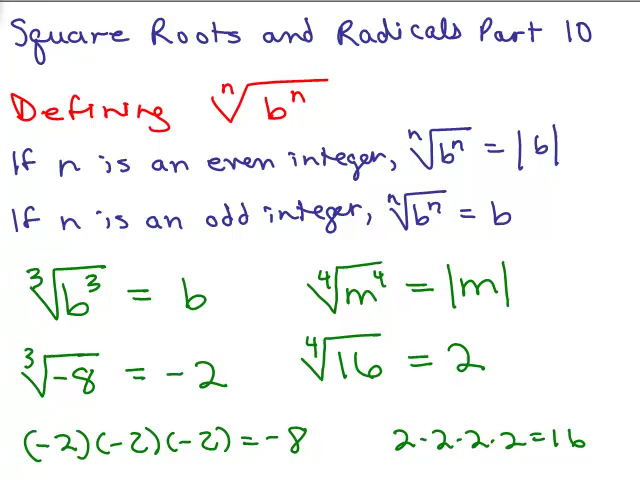 Square Roots and Radicals Part 10
Defining ⁿ√(bⁿ)
If n is an even integer, ⁿ√(bⁿ) = |b|
If n is an odd integer, ⁿ√(bⁿ) = b
³√(b³) = b ⁴√(m⁴) = |m|
³√(-8) = -2 ⁴√16 = 2
(-2)(-2)(-2) = -8 2·2·2·2=16